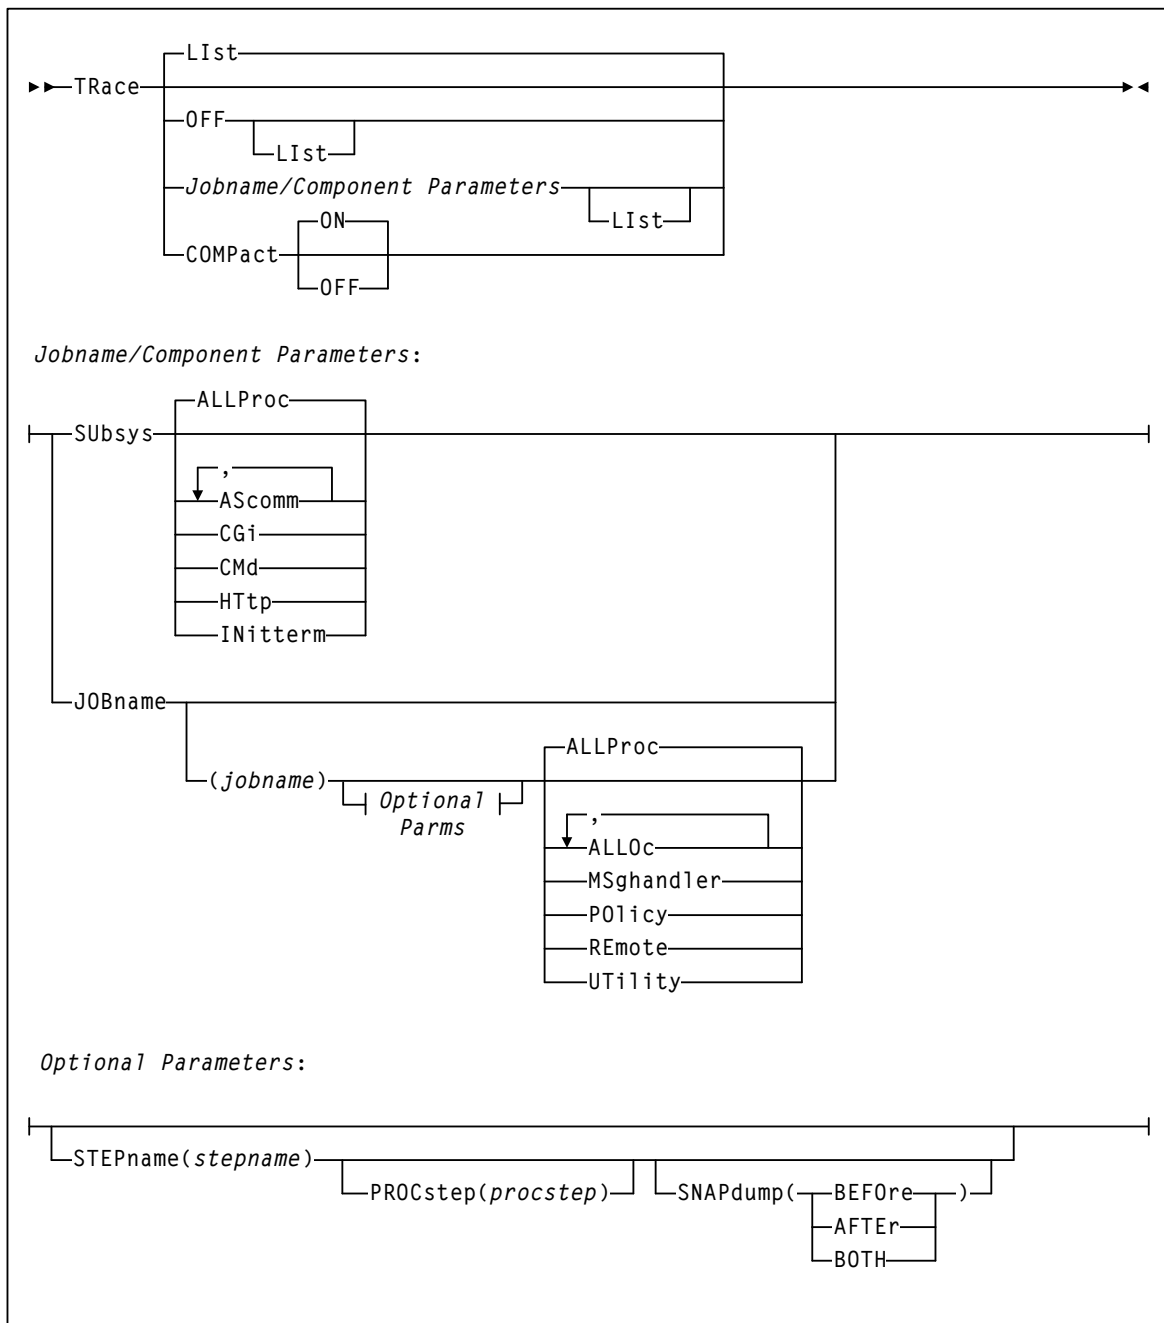 LIst
TRace
OFF
LIst
Jobname/Component Parameters
LIst
ON
COMPact
OFF
Jobname/Component Parameters:
ALLProc
SUbsys
,
AScomm
CGi
CMd
HTtp
INitterm
JOBname
ALLProc
(jobname)
Optional
Parms
,
ALLOc
MSghandler
POlicy
REmote
UTility
Optional Parameters:
STEPname(stepname)
PROCstep(procstep)
SNAPdump( BEFOre )
AFTEr
BOTH